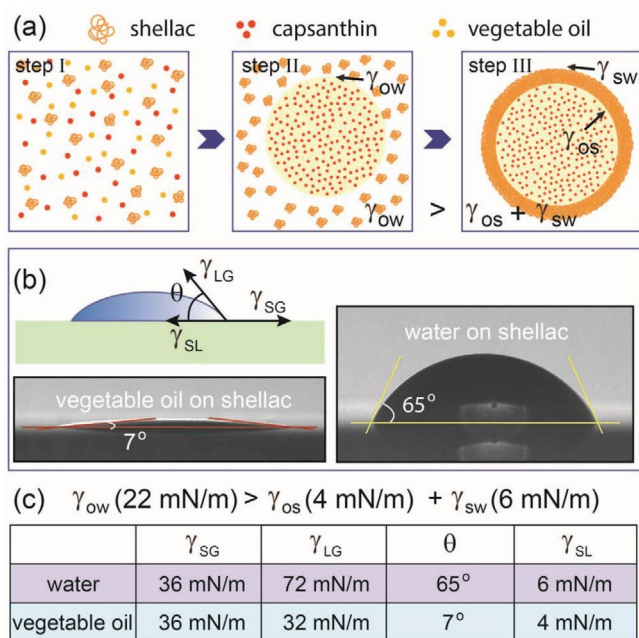 (a) shellac capsanthin vegetable oil
step I step II step III
γow γsw
γos
γow > γos + γsw
(b)
γLG
θ γSG
γSL
water on shellac
vegetable oil on shellac
65°
7°
(c) γow (22 mN/m) > γos (4 mN/m) + γsw (6 mN/m)
γSG γLG θ γSL
water 36 mN/m 72 mN/m 65° 6 mN/m
vegetable oil 36 mN/m 32 mN/m 7° 4 mN/m